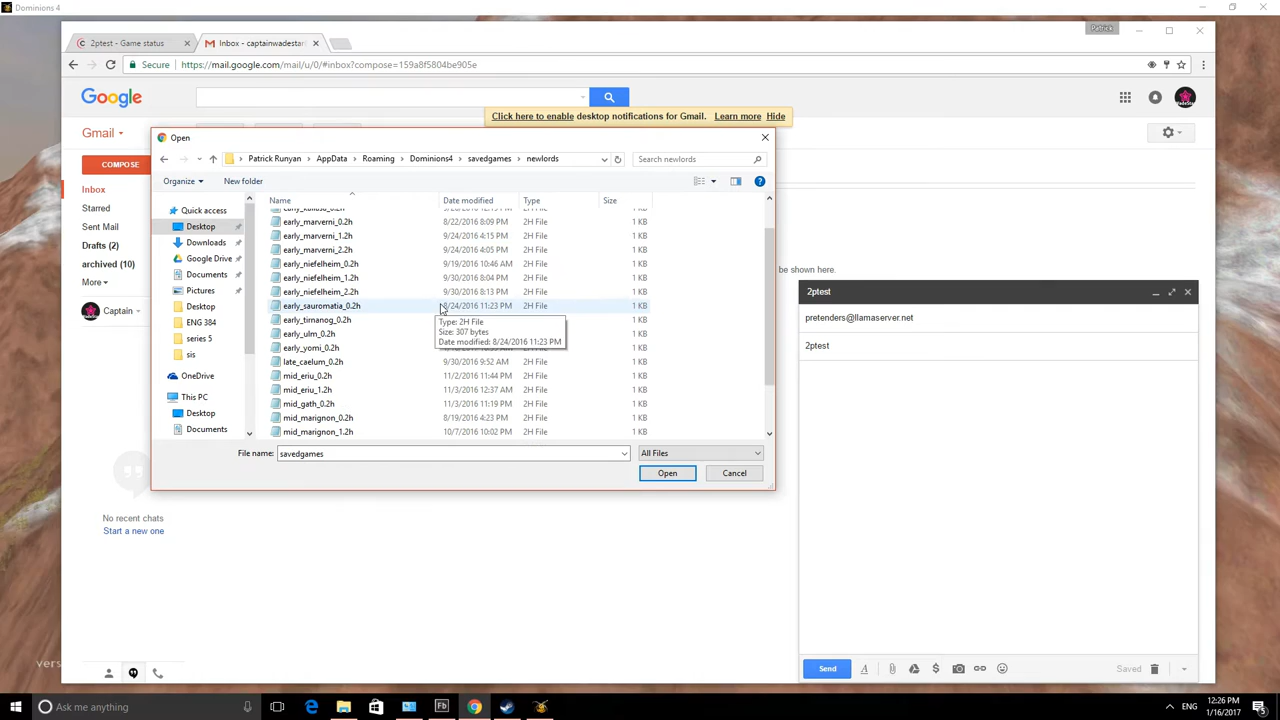 Dominions 4
2ptest - Game status
Inbox - captainwadestar
Patrick
Secure
https://mail.google.com/mail/u/0/#inbox?compose=159a8f5804be905e
Google
Click here to enable desktop notifications for Gmail. Learn more Hide
Gmail
COMPOSE
Inbox
Starred
Sent Mail
Drafts (2)
archived (10)
More
Captain
No recent chats
Start a new one
be shown here.
Open
Patrick Runyan > AppData > Roaming > Dominions4 > savedgames > newlords
Search newlords
Organize
New folder
Quick access
Desktop
Downloads
Google Drive
Documents
Pictures
Desktop
ENG 384
series 5
sis
OneDrive
This PC
Desktop
Documents
Name Date modified Type Size
early_marverni_0.2h 8/22/2016 8:09 PM 2H File 1 KB
early_marverni_1.2h 9/24/2016 4:15 PM 2H File 1 KB
early_marverni_2.2h 9/24/2016 4:05 PM 2H File 1 KB
early_niefelheim_0.2h 9/19/2016 10:46 AM 2H File 1 KB
early_niefelheim_1.2h 9/30/2016 8:04 PM 2H File 1 KB
early_niefelheim_2.2h 9/30/2016 8:13 PM 2H File 1 KB
early_sauromatia_0.2h 8/24/2016 11:23 PM 2H File 1 KB
early_tirnanog_0.2h 1 KB
early_ulm_0.2h 1 KB
early_yomi_0.2h 1 KB
late_caelum_0.2h 9/30/2016 9:52 AM 2H File 1 KB
mid_eriu_0.2h 11/2/2016 11:44 PM 2H File 1 KB
mid_eriu_1.2h 11/3/2016 12:37 AM 2H File 1 KB
mid_gath_0.2h 11/3/2016 11:19 PM 2H File 1 KB
mid_marignon_0.2h 8/19/2016 4:23 PM 2H File 1 KB
mid_marignon_1.2h 10/7/2016 10:02 PM 2H File 1 KB
Type: 2H File
Size: 307 bytes
Date modified: 8/24/2016 11:23 PM
File name: savedgames
All Files
Open
Cancel
2ptest
pretenders@llamaserver.net
2ptest
Send
Saved
vers
Ask me anything
12:26 PM
1/16/2017
5